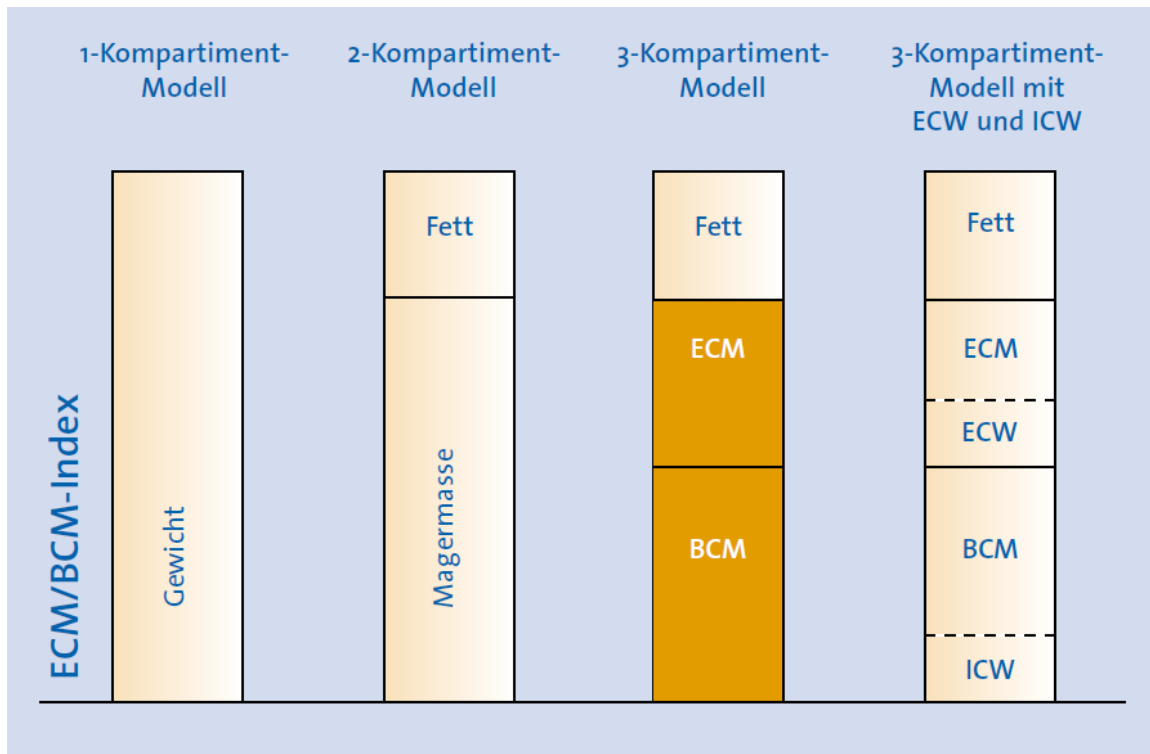 1-Kompartiment-
Modell
2-Kompartiment-
Modell
3-Kompartiment-
Modell
3-Kompartiment-
Modell mit
ECW und ICW
ECM/BCM-Index
Gewicht
Fett
Magermasse
Fett
ECM
BCM
Fett
ECM
ECW
BCM
ICW